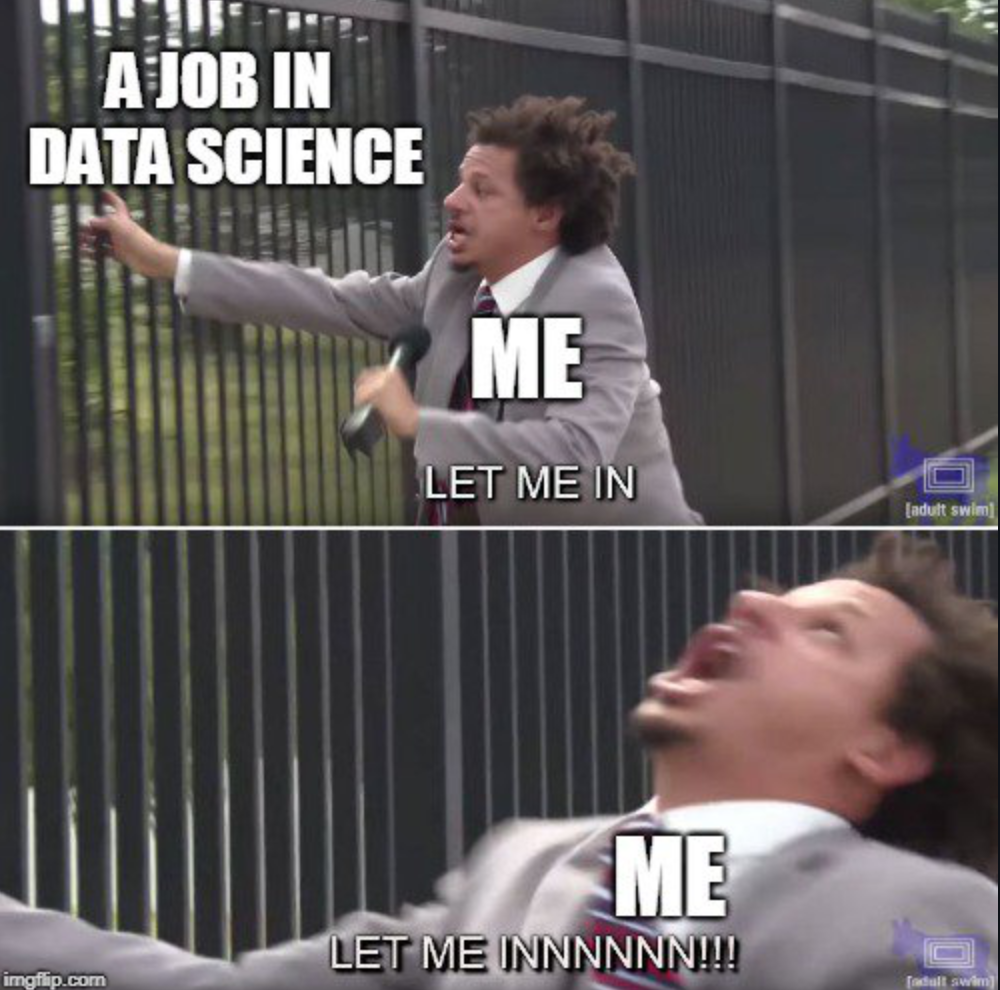 A JOB IN
DATA SCIENCE
ME
LET ME IN
[adult swim]
ME
LET ME INNNNNN!!!
[adult swim]
imgflip.com